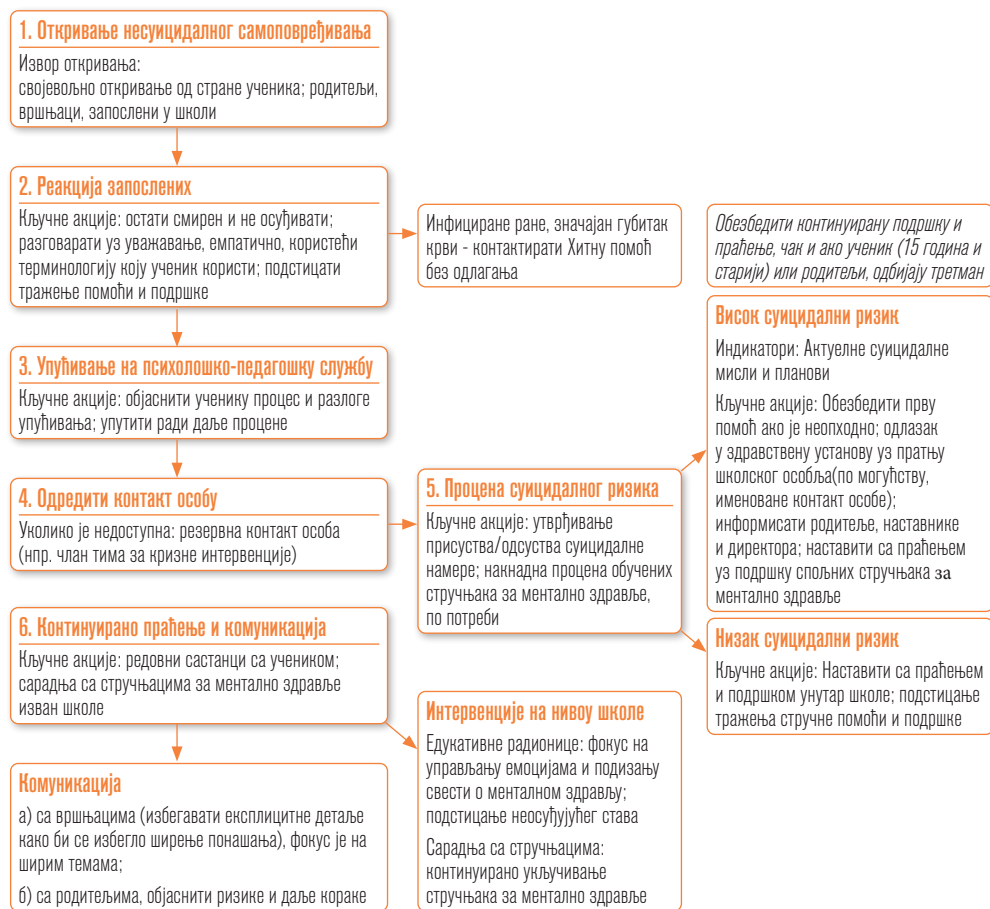 1. Откривање несуицидалног самоповређивања
Извор откривања:
својевољно откривање од стране ученика; родитељи,
вршњаци, запослени у школи
2. Реакција запослених
Кључне акције: остати смирен и не осуђивати;
разговарати уз уважавање, емпатично, користећи
терминологију коју ученик користи; подстицати
тражење помоћи и подршке
Инфициране ране, значајан губитак
крви - контактирати Хитну помоћ
без одлагања
Обезбедити континуирану подршку и
праћење, чак и ако ученик (15 година и
старији) или родитељи, одбијају третман
3. Упућивање на психолошко-педагошку службу
Кључне акције: објаснити ученику процес и разлоге
упућивања; упутити ради даље процене
4. Одредити контакт особу
Уколико је недоступна: резервна контакт особа
(нпр. члан тима за кризне интервенције)
5. Процена суицидалног ризика
Кључне акције: утврђивање
присуства/одсуства суицидалне
намере; накнадна процена обучених
стручњака за ментално здравље,
по потреби
Висок суицидални ризик
Индикатори: Актуелне суицидалне
мисли и планови
Кључне акције: Обезбедити прву
помоћ ако је неопходно; одлазак
у здравствену установу уз пратњу
школског особља(по могућству,
именоване контакт особе);
информисати родитеље, наставнике
и директора; наставити са праћењем
уз подршку спољних стручњака за
ментално здравље
Низак суицидални ризик
Кључне акције: Наставити са праћењем
и подршком унутар школе; подстицање
тражења стручне помоћи и подршке
6. Континуирано праћење и комуникација
Кључне акције: редовни састанци са учеником;
сарадња са стручњацима за ментално здравље
изван школе
Комуникација
а) са вршњацима (избегавати експлицитне детаље
како би се избегло ширење понашања), фокус је на
ширим темама;
б) са родитељима, објаснити ризике и даље кораке
Интервенције на нивоу школе
Едукативне радионице: фокус на
управљању емоцијама и подизању
свести о менталном здрављу;
подстицање неосуђујућег става
Сарадња са стручњацима:
континуирано укључивање
стручњака за ментално здравље